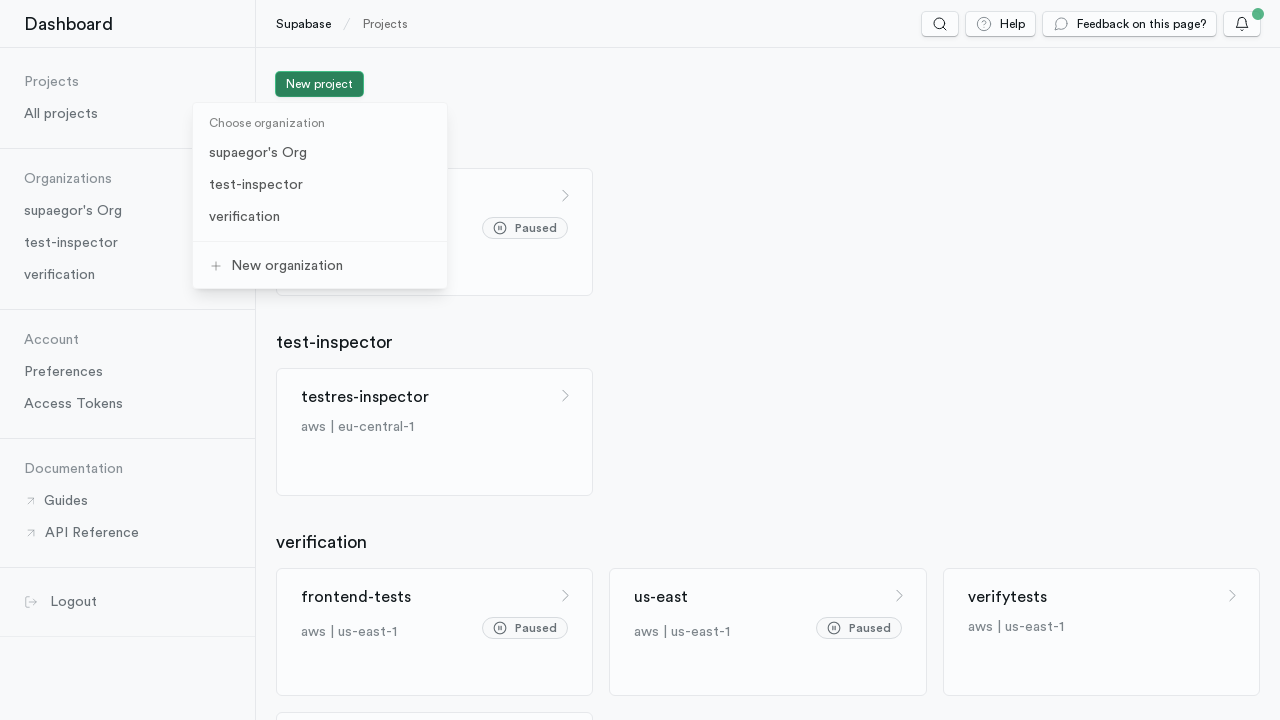 Dashboard
Supabase / Projects
Help
Feedback on this page?
Projects
All projects
Organizations
supaegor's Org
test-inspector
verification
Account
Preferences
Access Tokens
Documentation
Guides
API Reference
Logout
New project
Choose organization
supaegor's Org
test-inspector
verification
New organization
Paused
test-inspector
testres-inspector
aws | eu-central-1
verification
frontend-tests
aws | us-east-1
Paused
us-east
aws | us-east-1
Paused
verifytests
aws | us-east-1